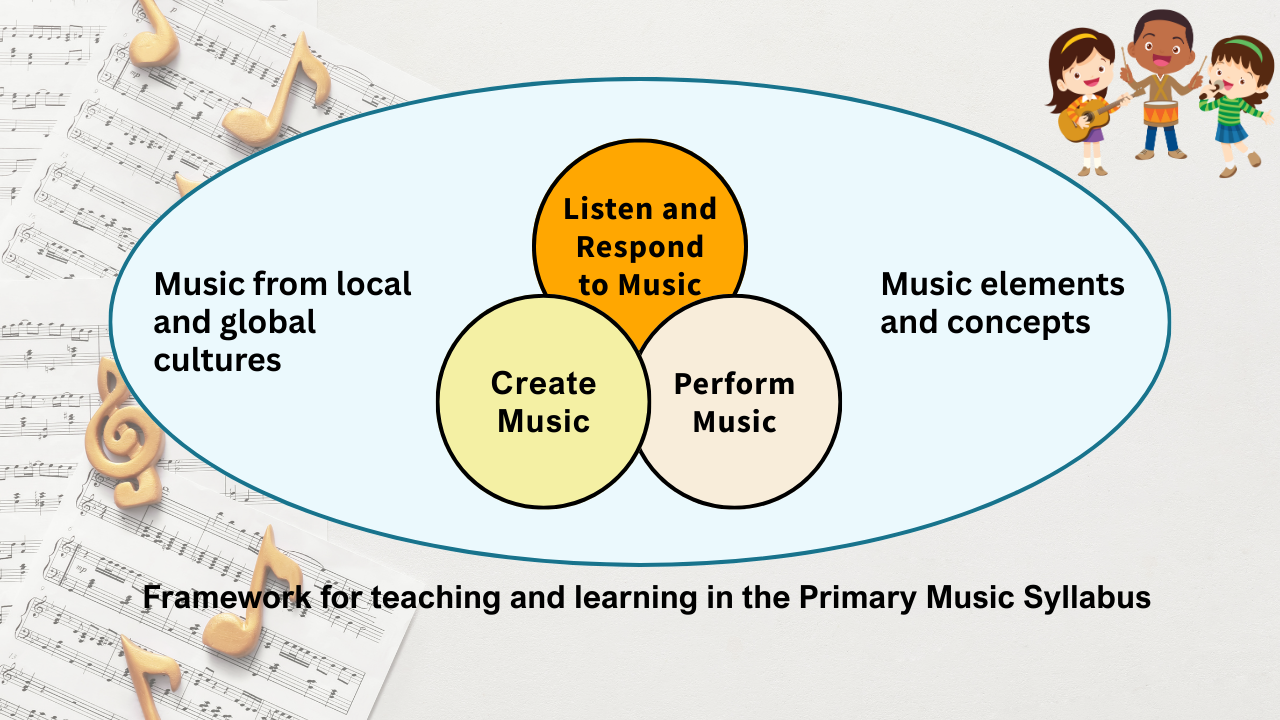 Listen and
Respond
to Music
Music from local
and global
cultures
Music elements
and concepts
Create
Music
Perform
Music
Framework for teaching and learning in the Primary Music Syllabus